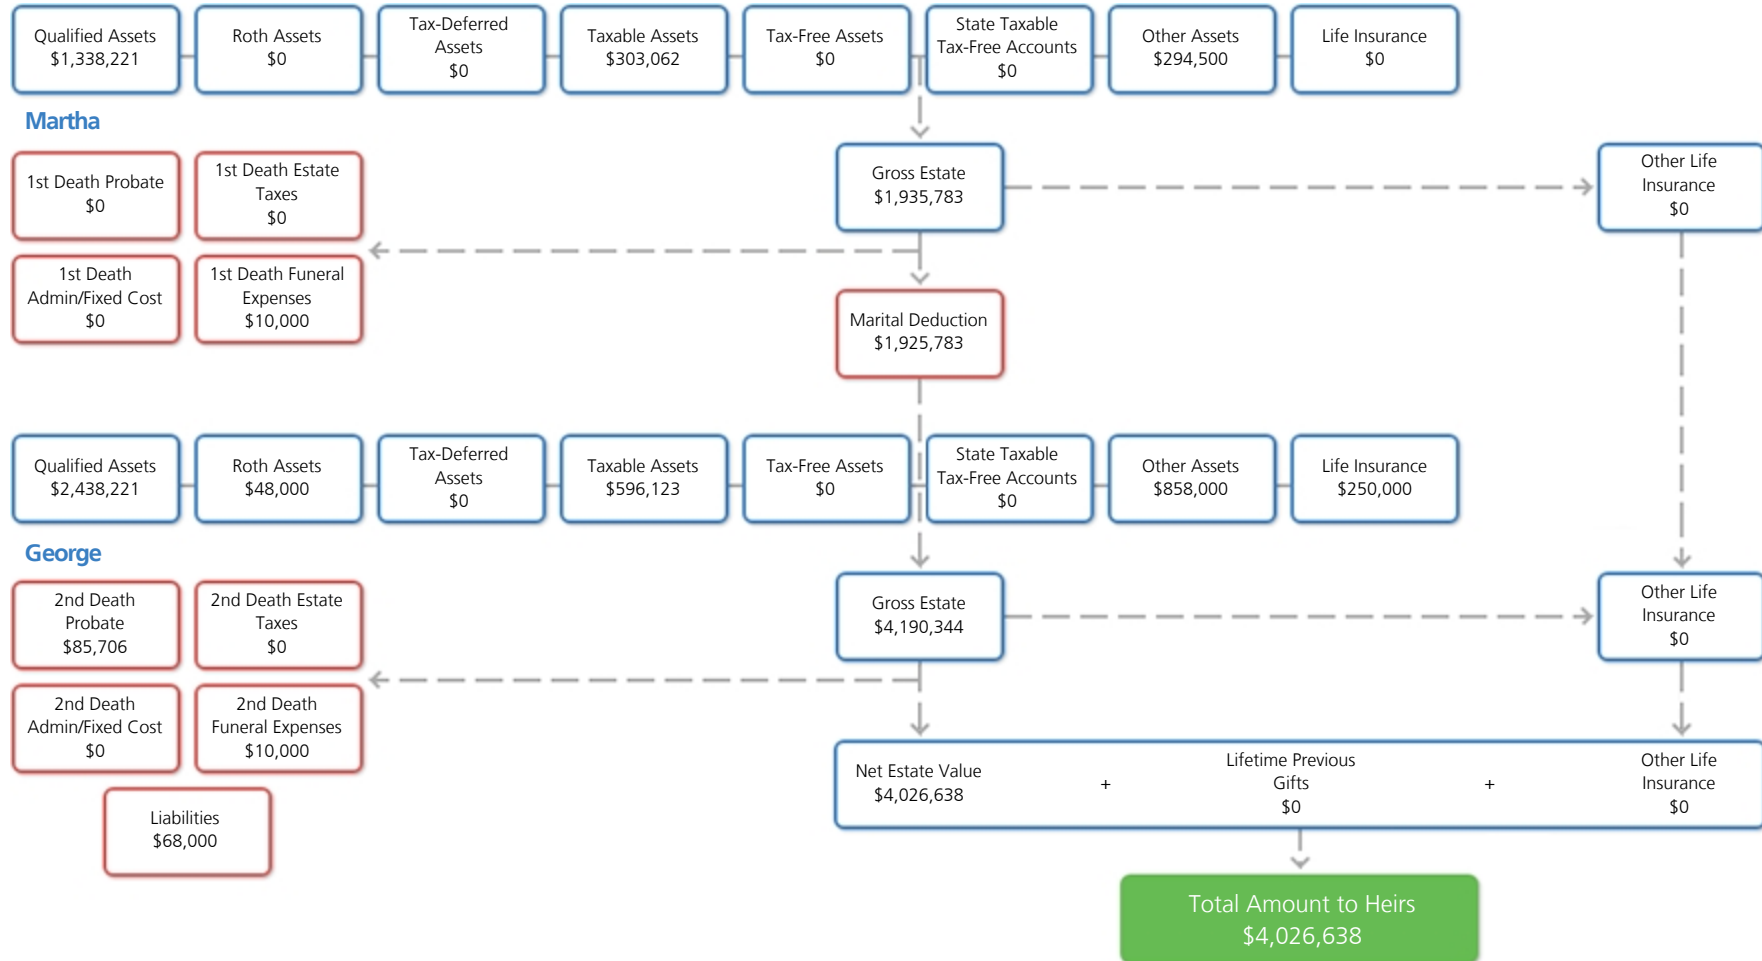 Qualified Assets
$1,338,221
Roth Assets
$0
Tax-Deferred
Assets
$0
Taxable Assets
$303,062
Tax-Free Assets
$0
State Taxable
Tax-Free Accounts
$0
Other Assets
$294,500
Life Insurance
$0
Martha
1st Death Probate
$0
1st Death Estate
Taxes
$0
1st Death
Admin/Fixed Cost
$0
1st Death Funeral
Expenses
$10,000
Gross Estate
$1,935,783
Other Life
Insurance
$0
Marital Deduction
$1,925,783
Qualified Assets
$2,438,221
Roth Assets
$48,000
Tax-Deferred
Assets
$0
Taxable Assets
$596,123
Tax-Free Assets
$0
State Taxable
Tax-Free Accounts
$0
Other Assets
$858,000
Life Insurance
$250,000
George
2nd Death
Probate
$85,706
2nd Death Estate
Taxes
$0
2nd Death
Admin/Fixed Cost
$0
2nd Death
Funeral Expenses
$10,000
Liabilities
$68,000
Gross Estate
$4,190,344
Other Life
Insurance
$0
Net Estate Value
$4,026,638
+
Lifetime Previous
Gifts
$0
+
Other Life
Insurance
$0
Total Amount to Heirs
$4,026,638